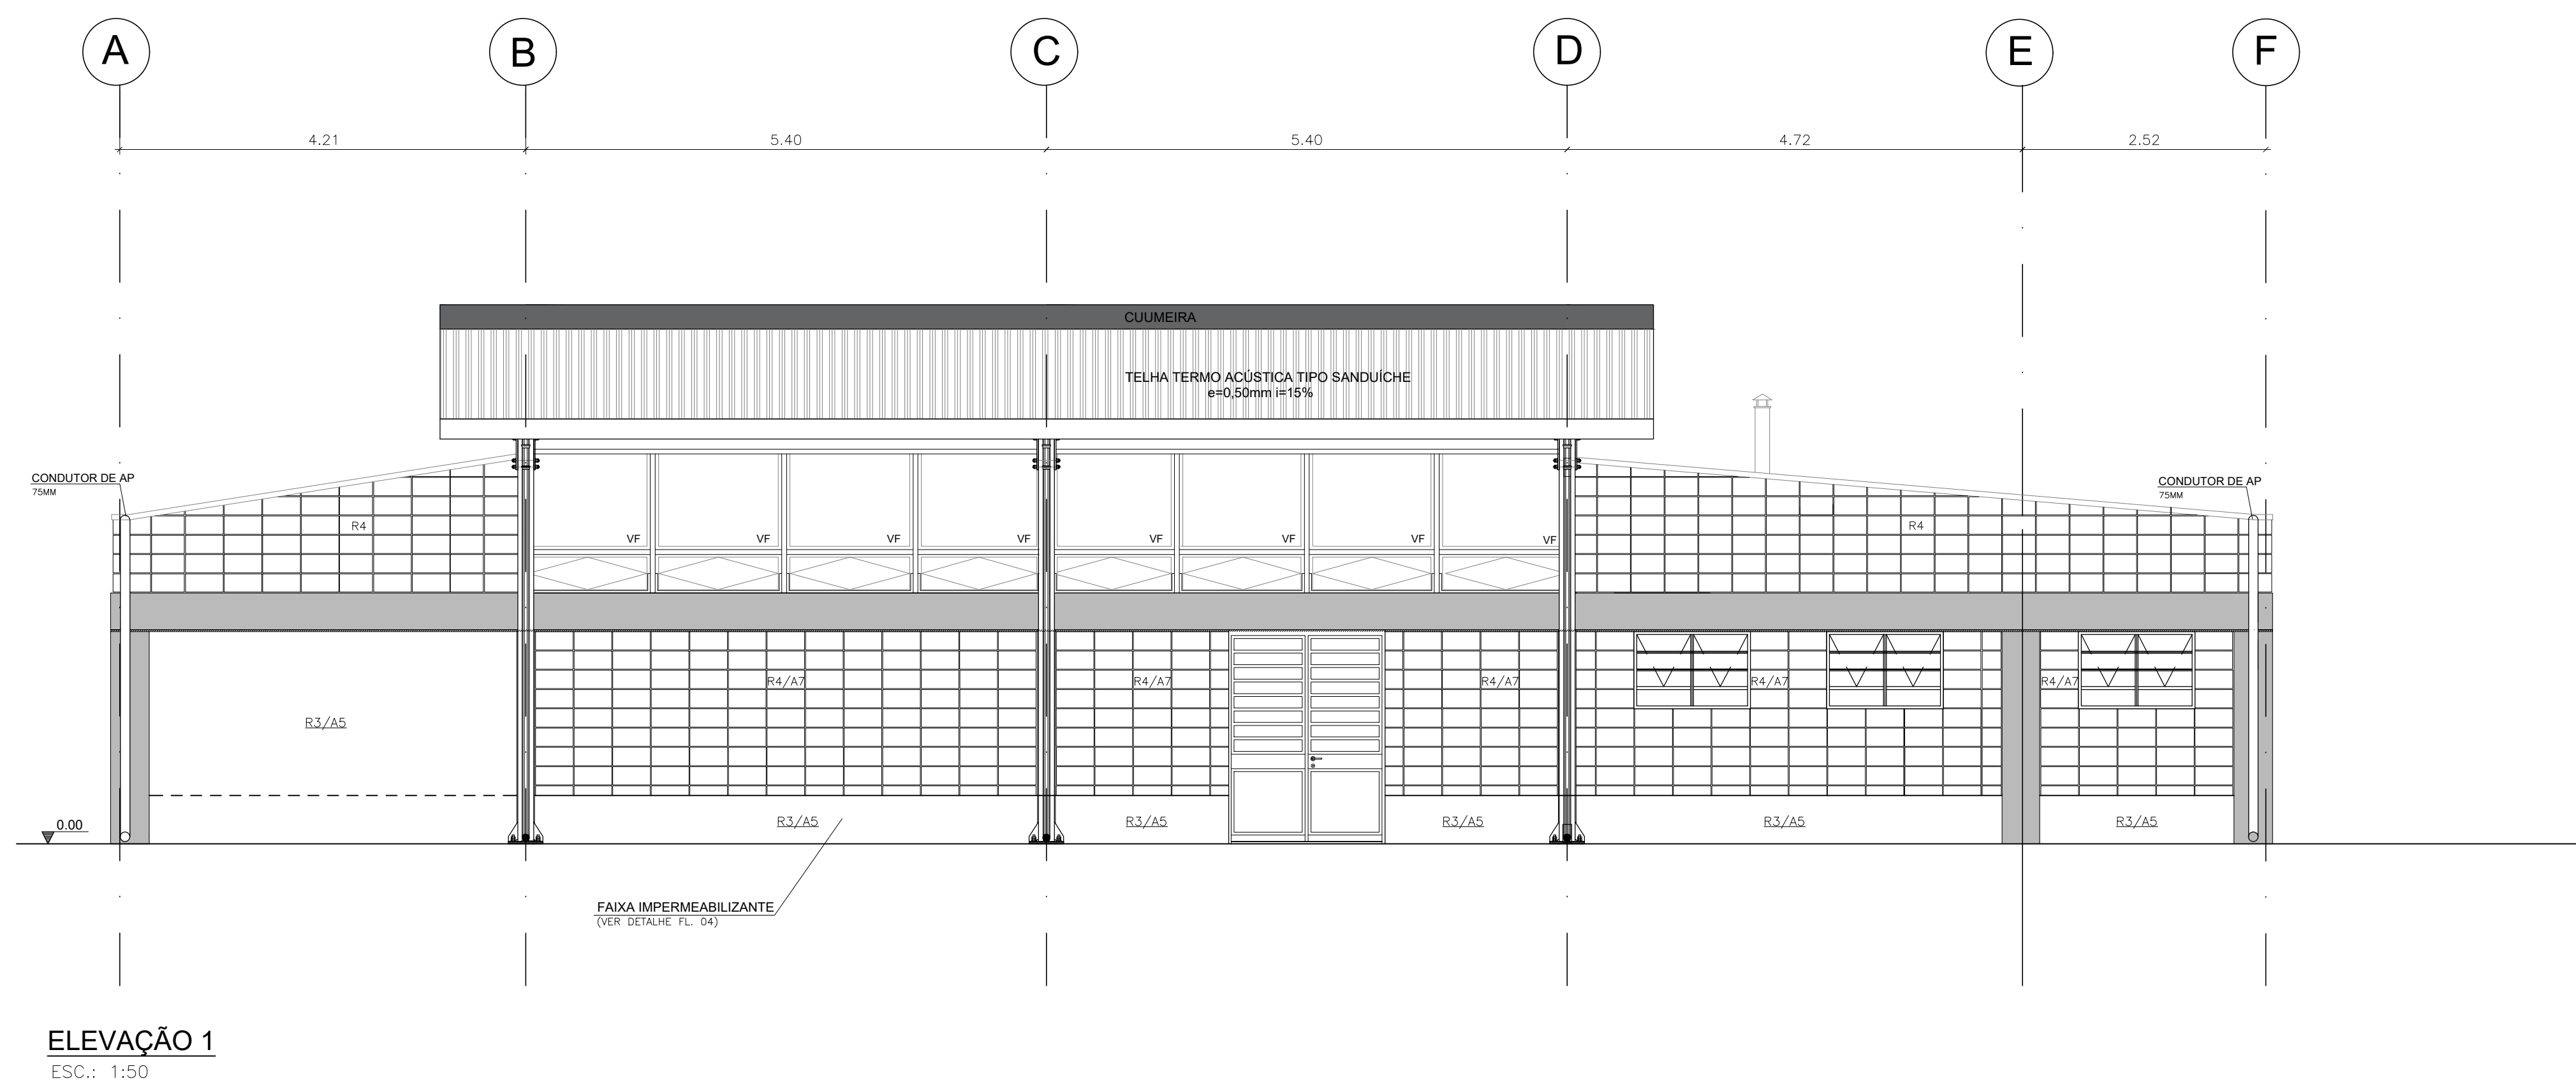 A B C D E F
4.21 5.40 5.40 4.72 2.52
CUUMEIRA
TELHA TERMO ACÚSTICA TIPO SANDUÍCHE
e=0,50mm i=15%
CONDUTOR DE AP
75MM
CONDUTOR DE AP
75MM
R4 R4
VF VF VF VF VF VF VF VF
R4/A7 R4/A7 R4/A7 R4/A7 R4/A7
R3/A5
0.00
R3/A5 R3/A5 R3/A5 R3/A5 R3/A5
FAIXA IMPERMEABILIZANTE
(VER DETALHE FL. 04)
ELEVAÇÃO 1
ESC.: 1:50